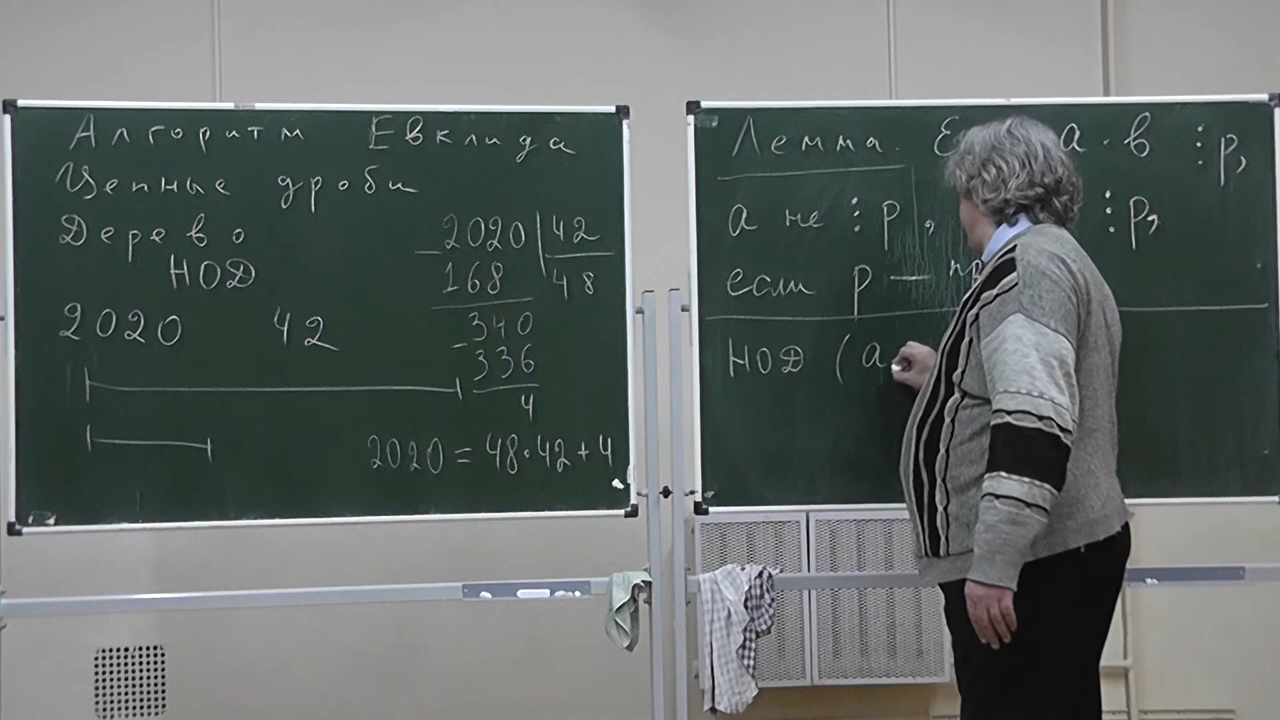 Алгоритм Евклида
Цепные дроби
Дерево
НОД
2020 42
2020 | 42
168 48
340
336
4
2020 = 48 · 42 + 4
Лемма. а · в ⋮ р,
а не ⋮ р, ⋮ р,
если р —
НОД (а